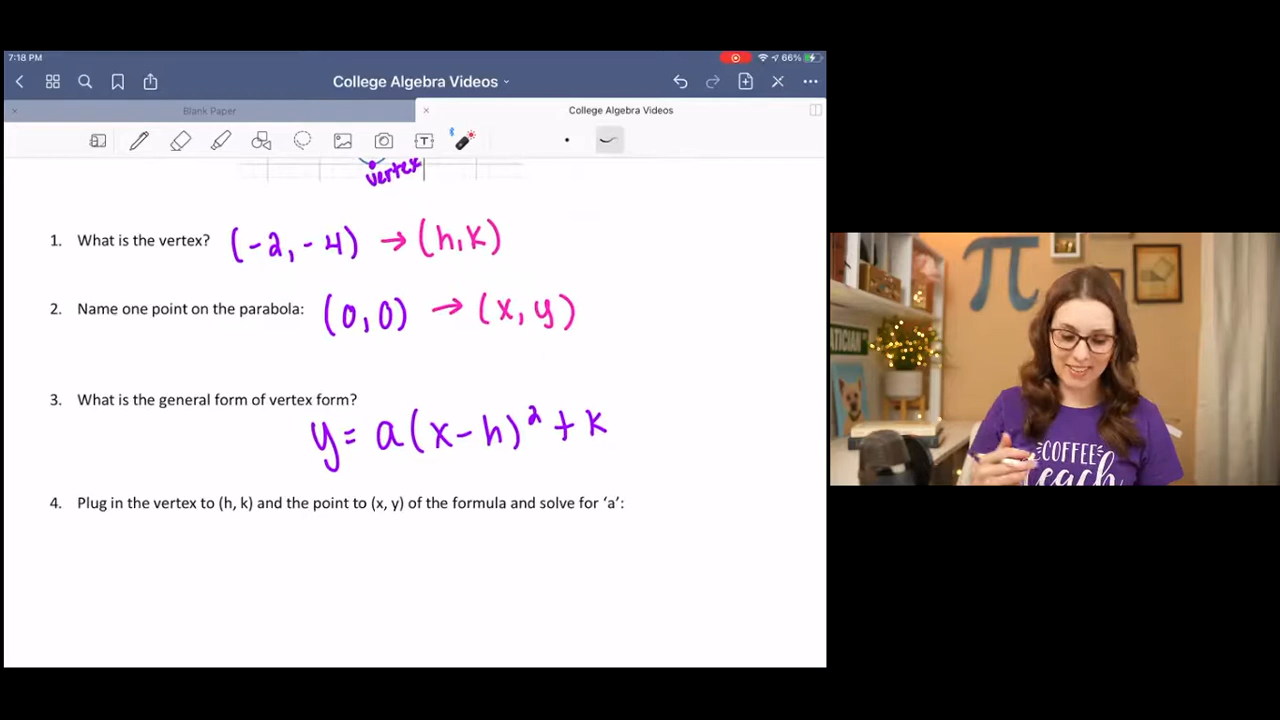 7:18 PM
66%
College Algebra Videos
Blank Paper
College Algebra Videos
T
vertex
1. What is the vertex? (-2, -4) → (h, k)
2. Name one point on the parabola: (0, 0) → (x, y)
3. What is the general form of vertex form?
y = a(x-h)² + k
4. Plug in the vertex to (h, k) and the point to (x, y) of the formula and solve for ‘a’:
COFFEE
teach